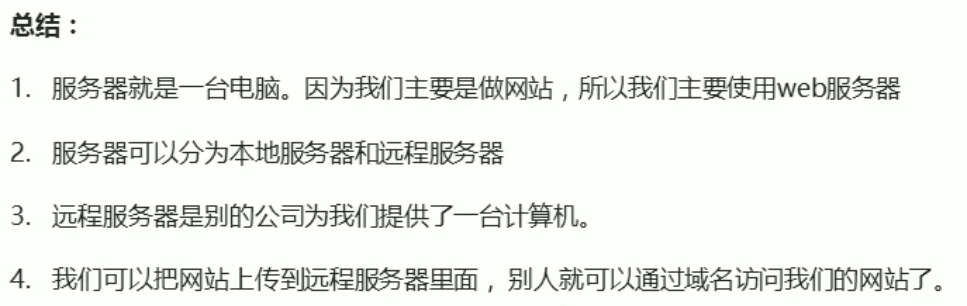 总结：
1. 服务器就是一台电脑。因为我们主要是做网站，所以我们主要使用web服务器
2. 服务器可以分为本地服务器和远程服务器
3. 远程服务器是别的公司为我们提供了一台计算机。
4. 我们可以把网站上传到远程服务器里面，别人就可以通过域名访问我们的网站了。